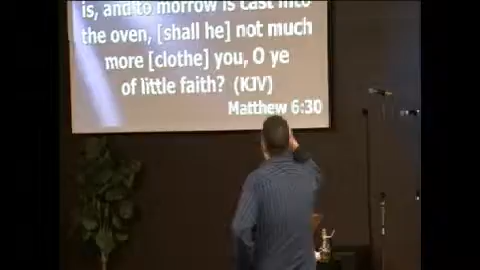 is, and to morrow is cast into
the oven, [shall he] not much
more [clothe] you, O ye
of little faith? (KJV)
Matthew 6:30